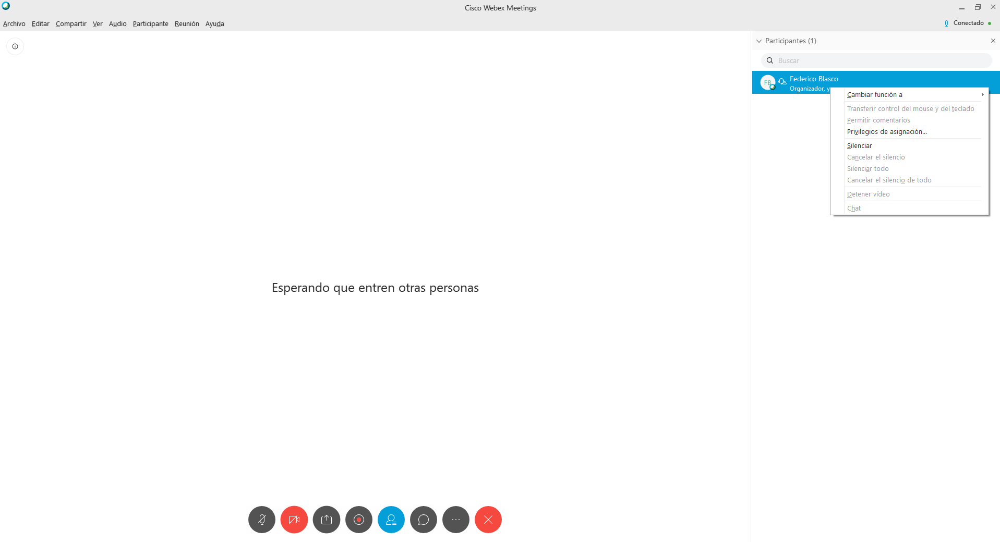 Cisco Webex Meetings
Archivo Editar Compartir Ver Audio Participante Reunión Ayuda
Conectado
Participantes (1)
Buscar
FB
Federico Blasco
Organizador, y
Cambiar función a
Transferir control del mouse y del teclado
Permitir comentarios
Privilegios de asignación...
Silenciar
Cancelar el silencio
Silenciar todo
Cancelar el silencio de todo
Detener vídeo
Chat
Esperando que entren otras personas